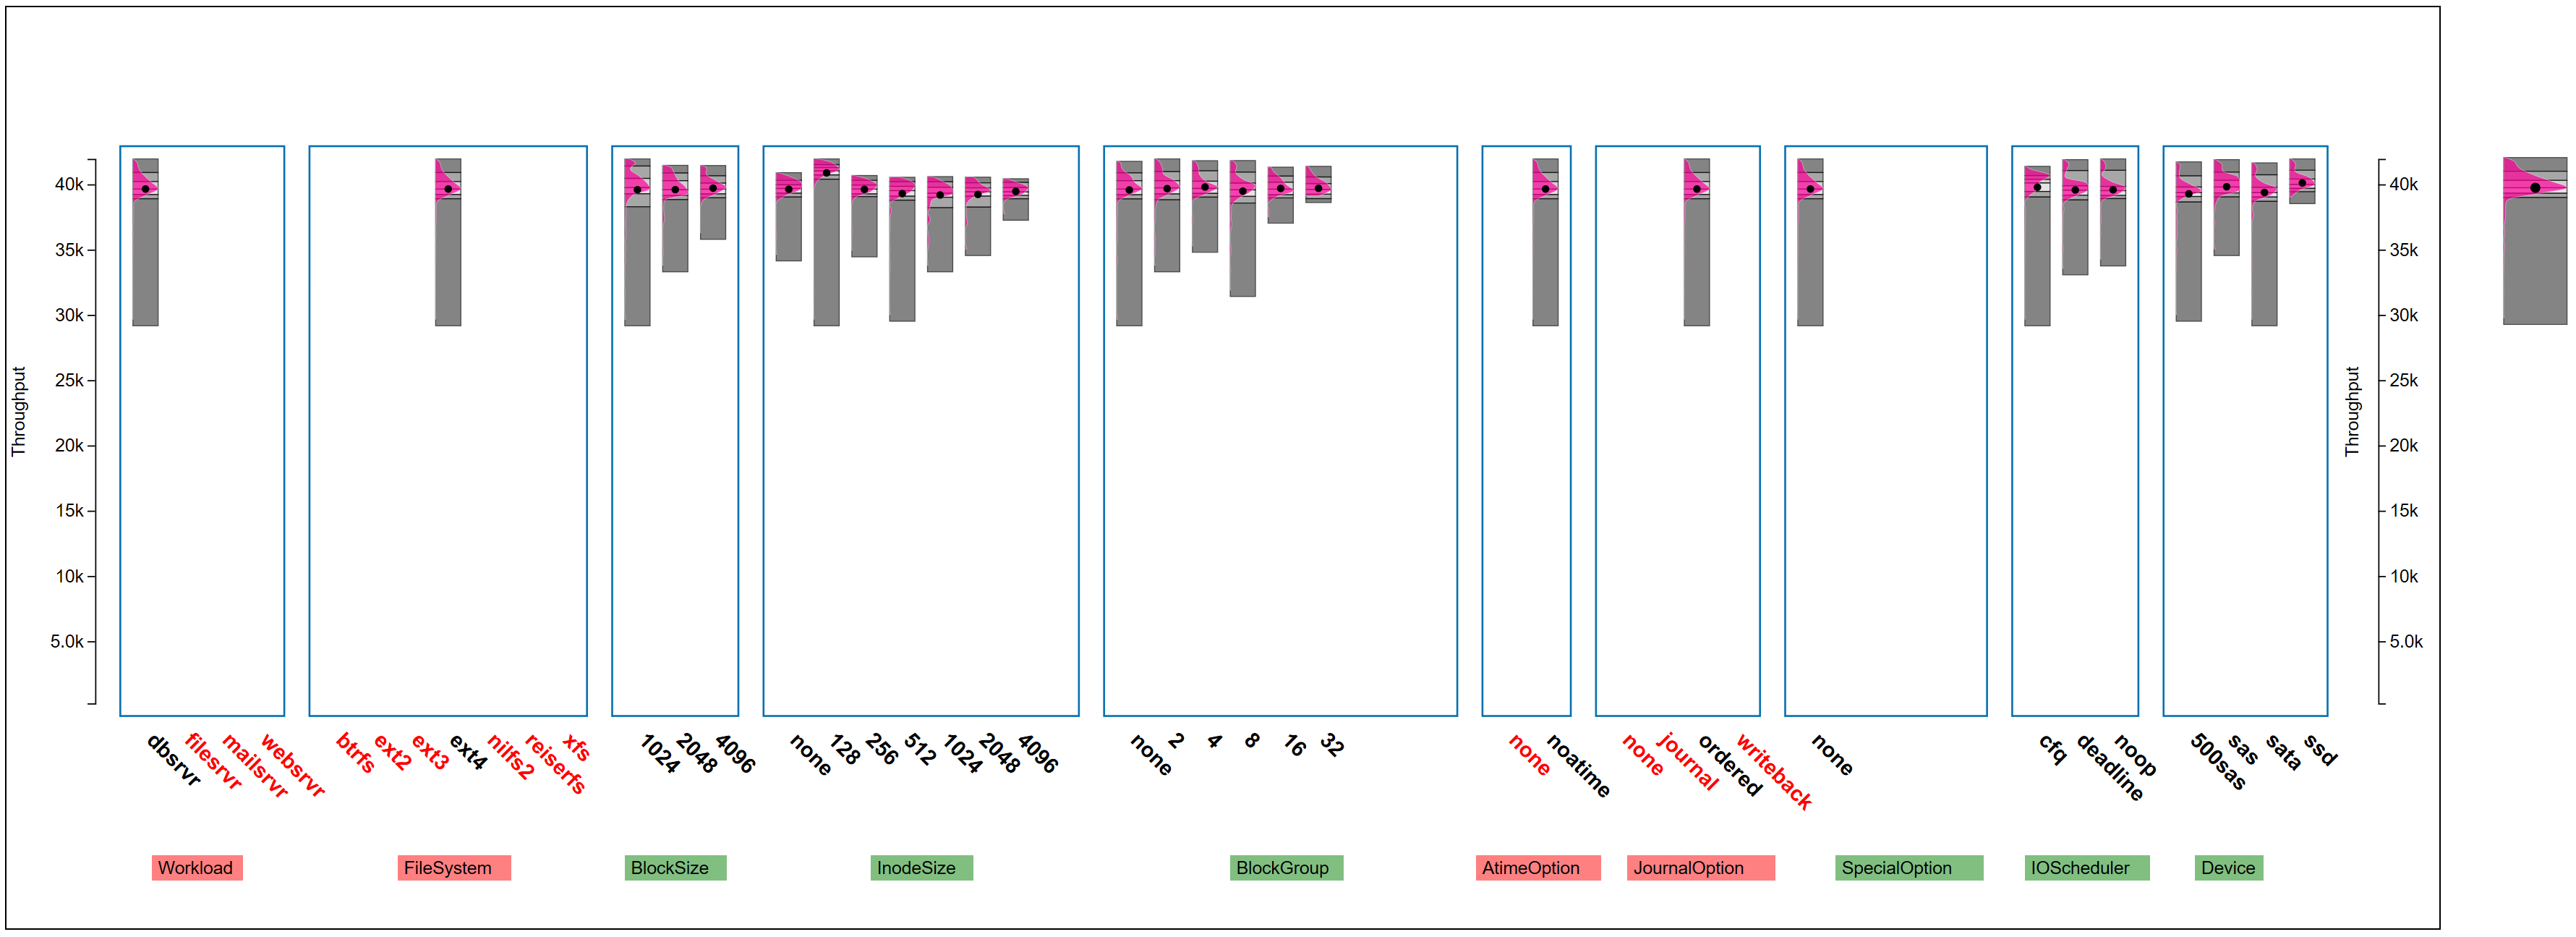 Throughput
40k
35k
30k
25k
20k
15k
10k
5.0k
dbsrvr
filesrvr
mailsrvr
websrvr
btrfs
ext2
ext3
ext4
nilfs2
reiserfs
xfs
1024
2048
4096
none
128
256
512
1024
2048
4096
none
2
4
8
16
32
none
noatime
none
journal
ordered
writeback
none
cfq
deadline
noop
500sas
sas
sata
ssd
Throughput
40k
35k
30k
25k
20k
15k
10k
5.0k
Workload
FileSystem
BlockSize
InodeSize
BlockGroup
AtimeOption
JournalOption
SpecialOption
IOScheduler
Device